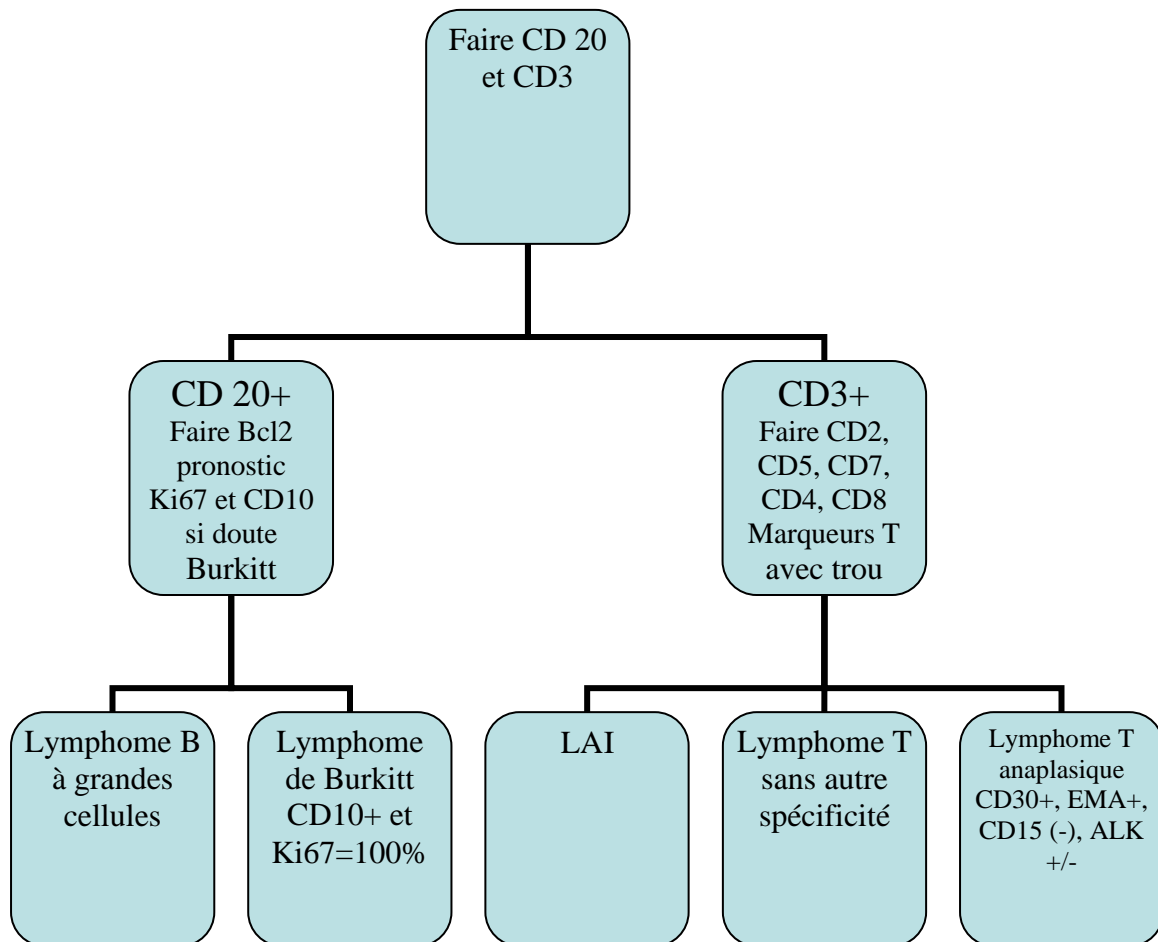 Faire CD 20
et CD3
CD 20+
Faire Bcl2
pronostic
Ki67 et CD10
si doute
Burkitt
CD3+
Faire CD2,
CD5, CD7,
CD4, CD8
Marqueurs T
avec trou
Lymphome B
à grandes
cellules
Lymphome
de Burkitt
CD10+ et
Ki67=100%
LAI
Lymphome T
sans autre
spécificité
Lymphome T
anaplasique
CD30+, EMA+,
CD15 (-), ALK
+/-